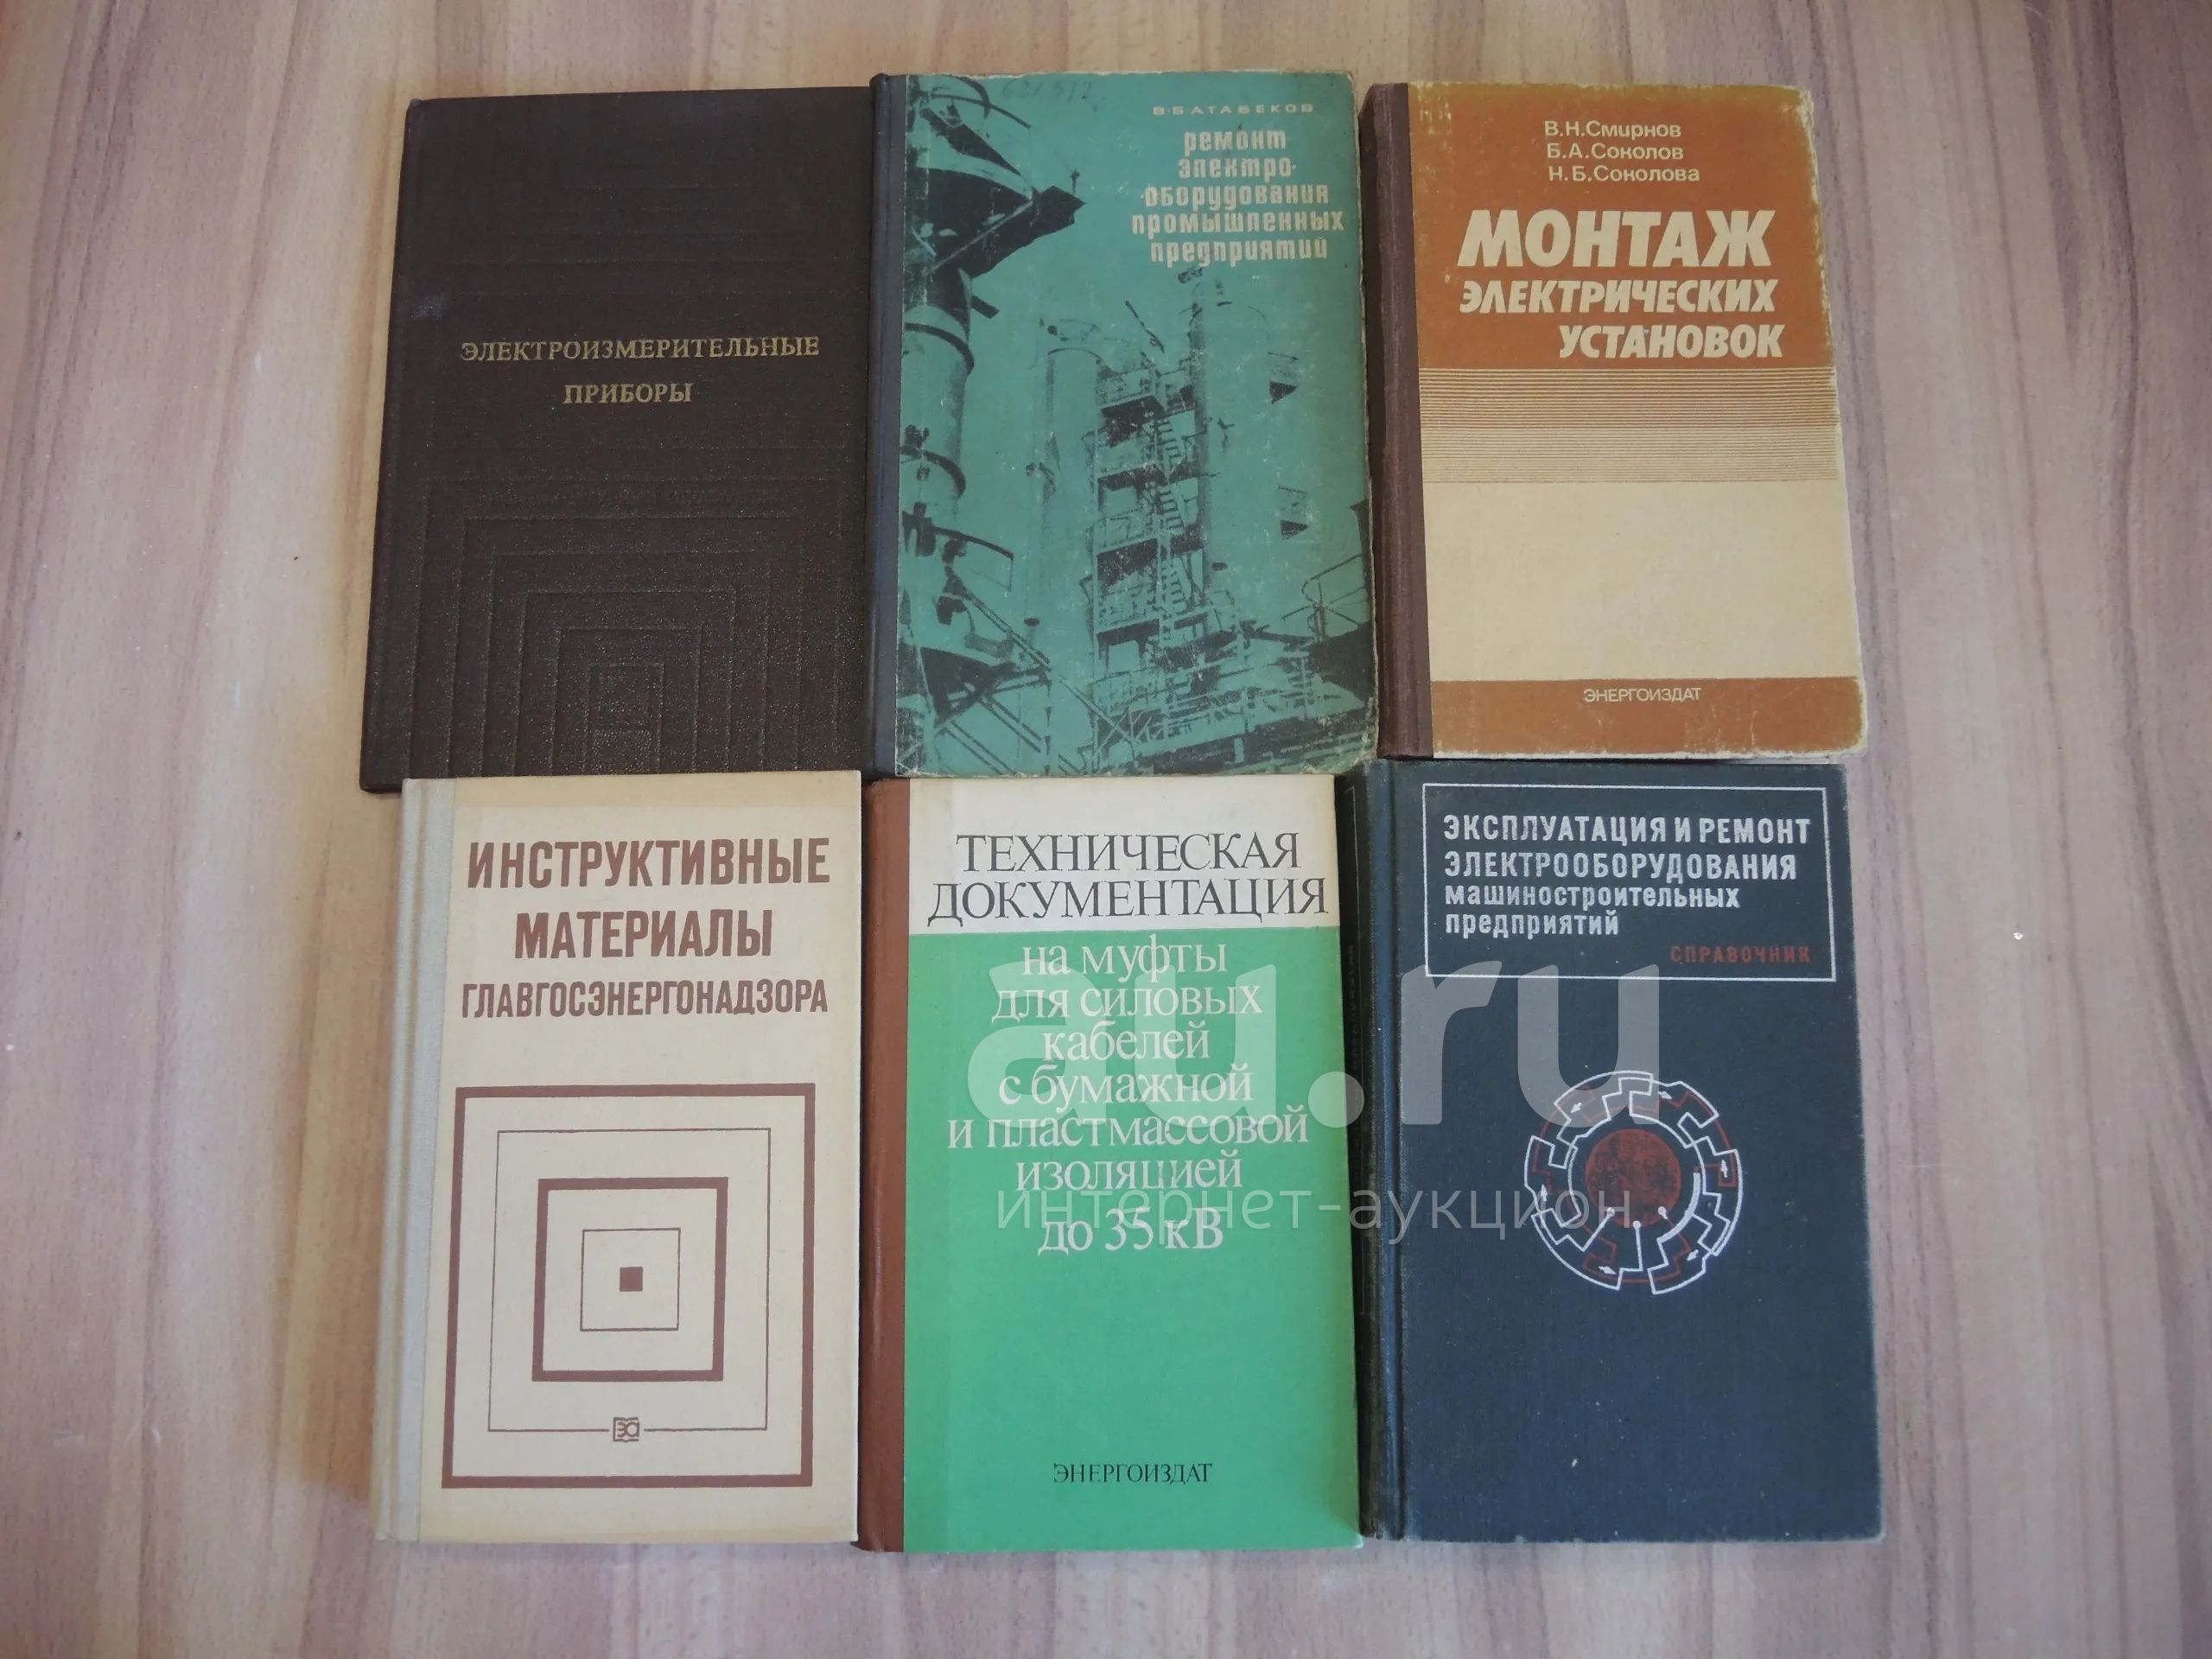 ЭЛЕКТРОИЗМЕРИТЕЛЬНЫЕ
ПРИБОРЫ
621312
В·Б·АТАБЕКОВ
ремонт
электро-
оборудования
промышленных
предприятий
В.Н.Смирнов
Б.А.Соколов
Н.Б.Соколова
МОНТАЖ
ЭЛЕКТРИЧЕСКИХ
УСТАНОВОК
ЭНЕРГОИЗДАТ
ИНСТРУКТИВНЫЕ
МАТЕРИАЛЫ
ГЛАВГОСЭНЕРГОНАДЗОРА
ТЕХНИЧЕСКАЯ
ДОКУМЕНТАЦИЯ
на муфты
для силовых
кабелей
с бумажной
и пластмассовой
изоляцией
до 35 кВ
ЭНЕРГОИЗДАТ
ЭКСПЛУАТАЦИЯ И РЕМОНТ
ЭЛЕКТРООБОРУДОВАНИЯ
машиностроительных
предприятий
СПРАВОЧНИК
au.ru
интернет-аукцион